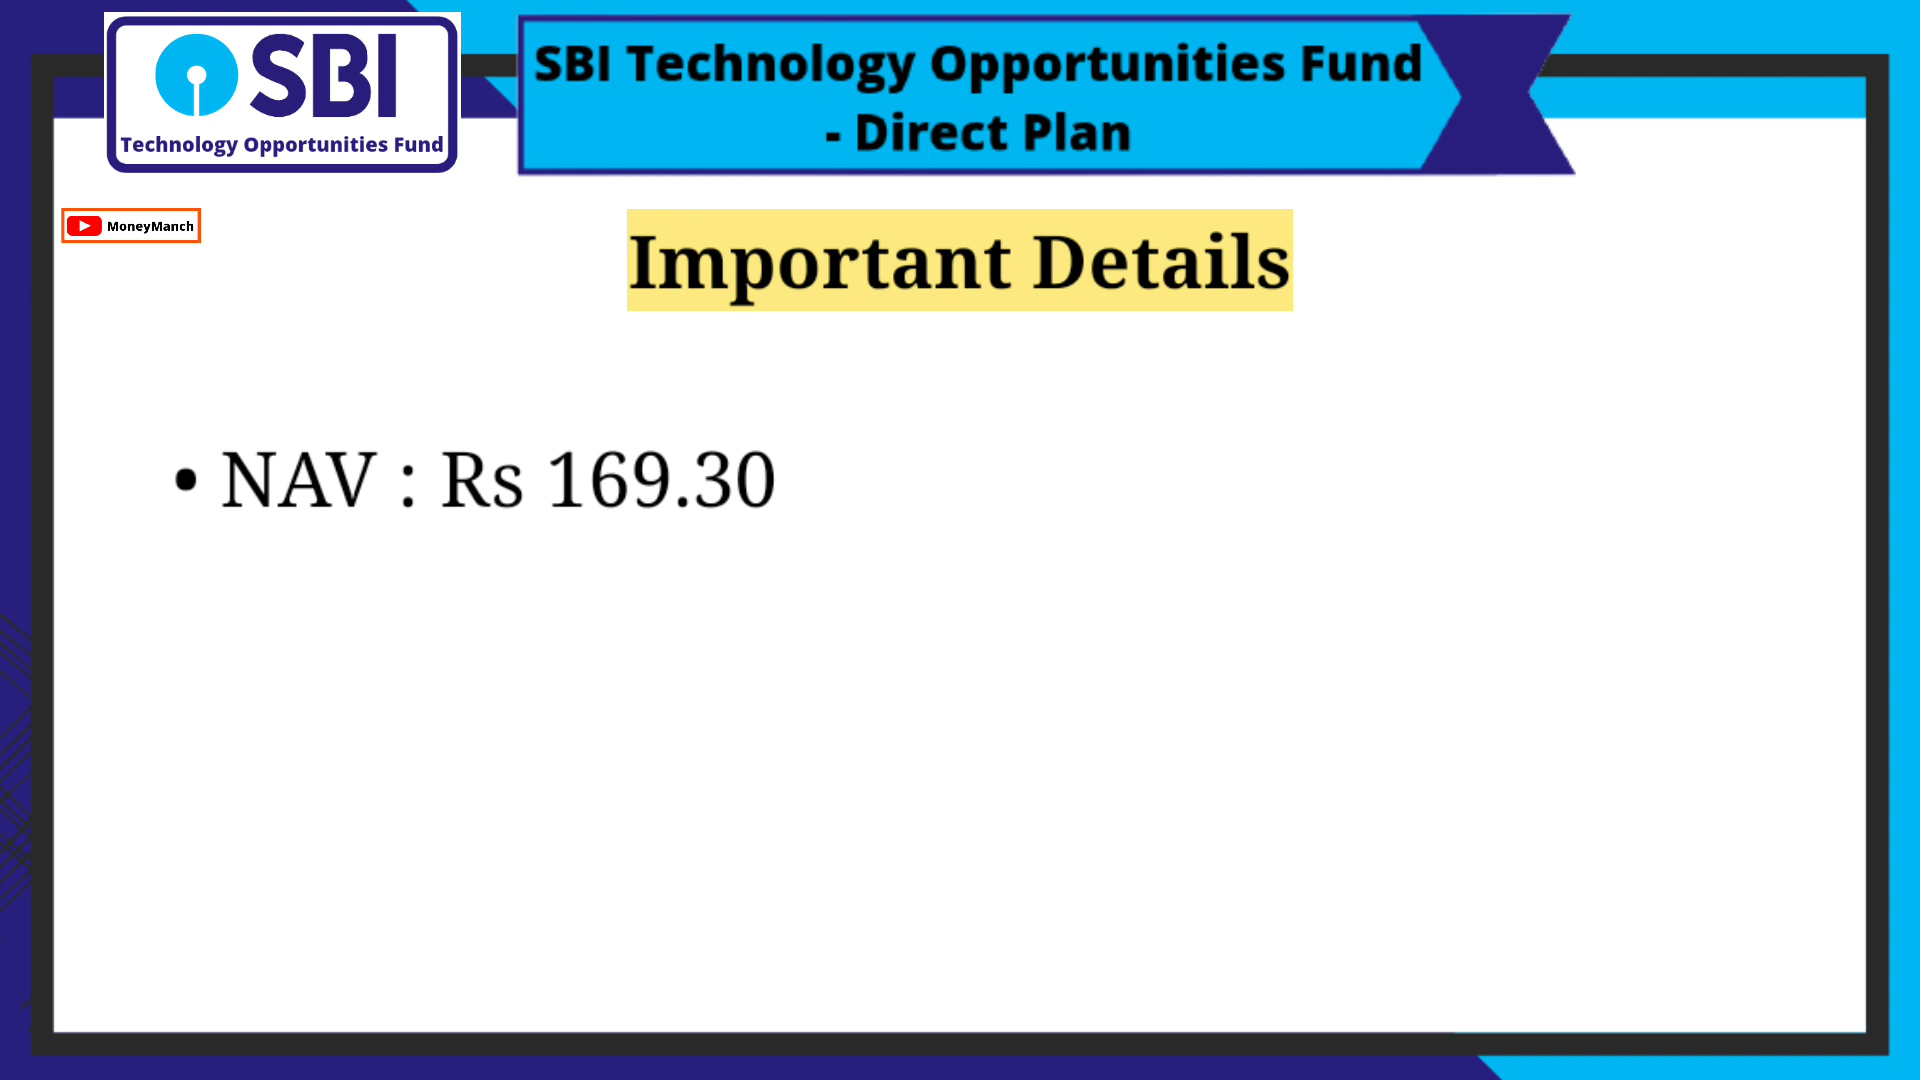 SBI
Technology Opportunities Fund
SBI Technology Opportunities Fund
- Direct Plan
MoneyManch
Important Details
• NAV : Rs 169.30